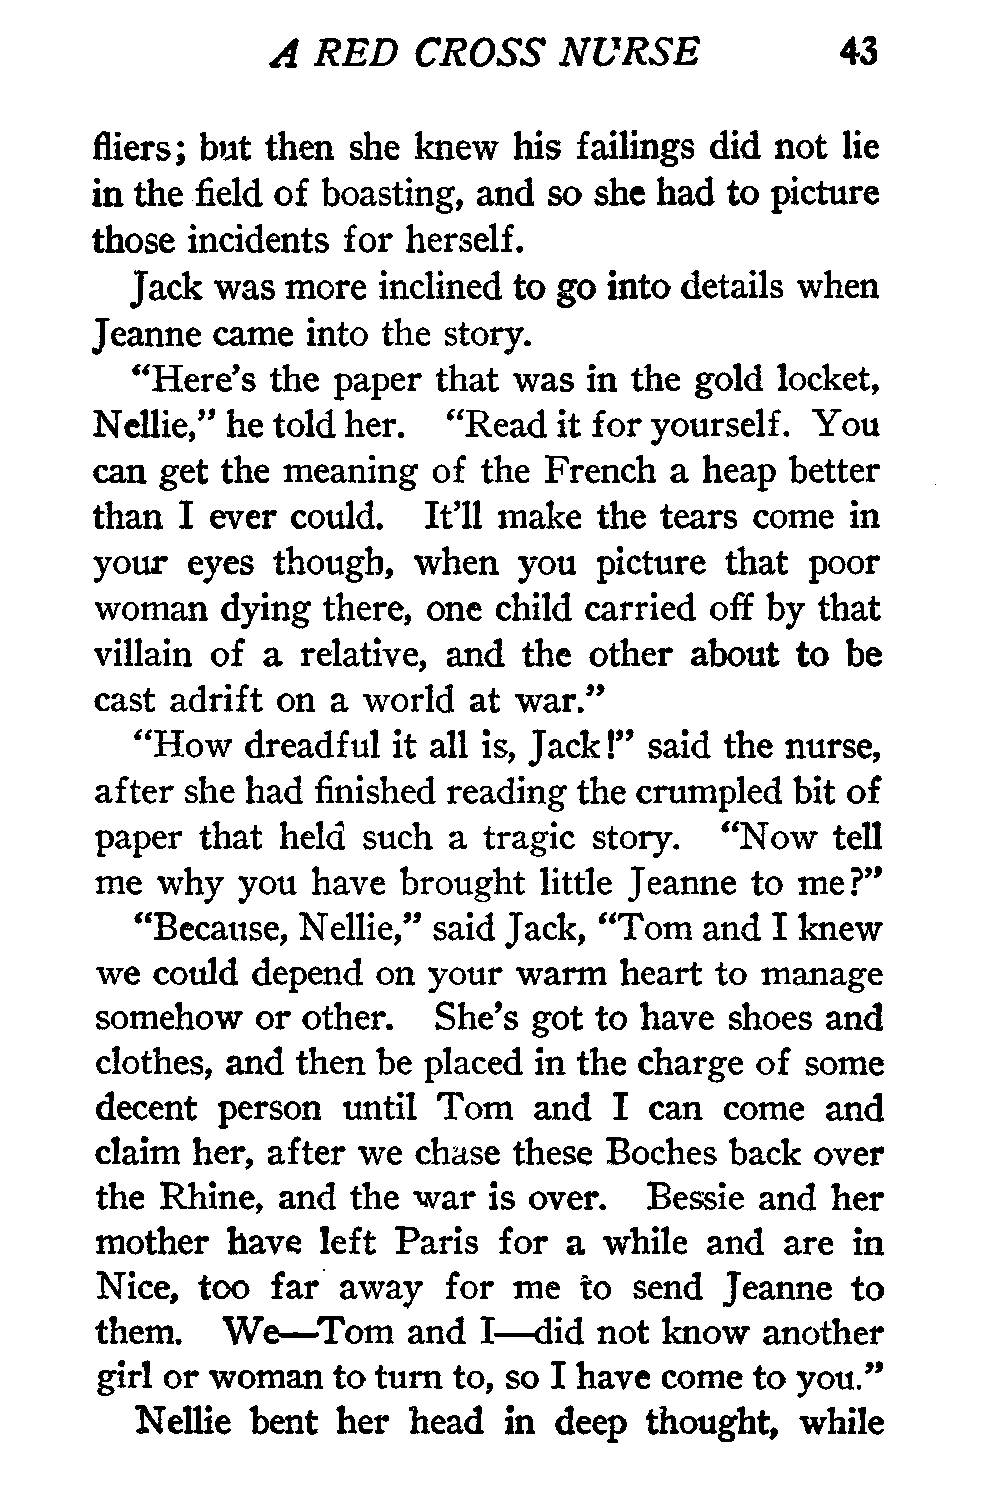 A RED CROSS NURSE 43
fliers; but then she knew his failings did not lie
in the field of boasting, and so she had to picture
those incidents for herself.
Jack was more inclined to go into details when
Jeanne came into the story.
“Here’s the paper that was in the gold locket,
Nellie,” he told her. “Read it for yourself. You
can get the meaning of the French a heap better
than I ever could. It’ll make the tears come in
your eyes though, when you picture that poor
woman dying there, one child carried off by that
villain of a relative, and the other about to be
cast adrift on a world at war.”
“How dreadful it all is, Jack!” said the nurse,
after she had finished reading the crumpled bit of
paper that held such a tragic story. “Now tell
me why you have brought little Jeanne to me?”
“Because, Nellie,” said Jack, “Tom and I knew
we could depend on your warm heart to manage
somehow or other. She’s got to have shoes and
clothes, and then be placed in the charge of some
decent person until Tom and I can come and
claim her, after we chase these Boches back over
the Rhine, and the war is over. Bessie and her
mother have left Paris for a while and are in
Nice, too far away for me to send Jeanne to
them. We—Tom and I—did not know another
girl or woman to turn to, so I have come to you.”
Nellie bent her head in deep thought, while